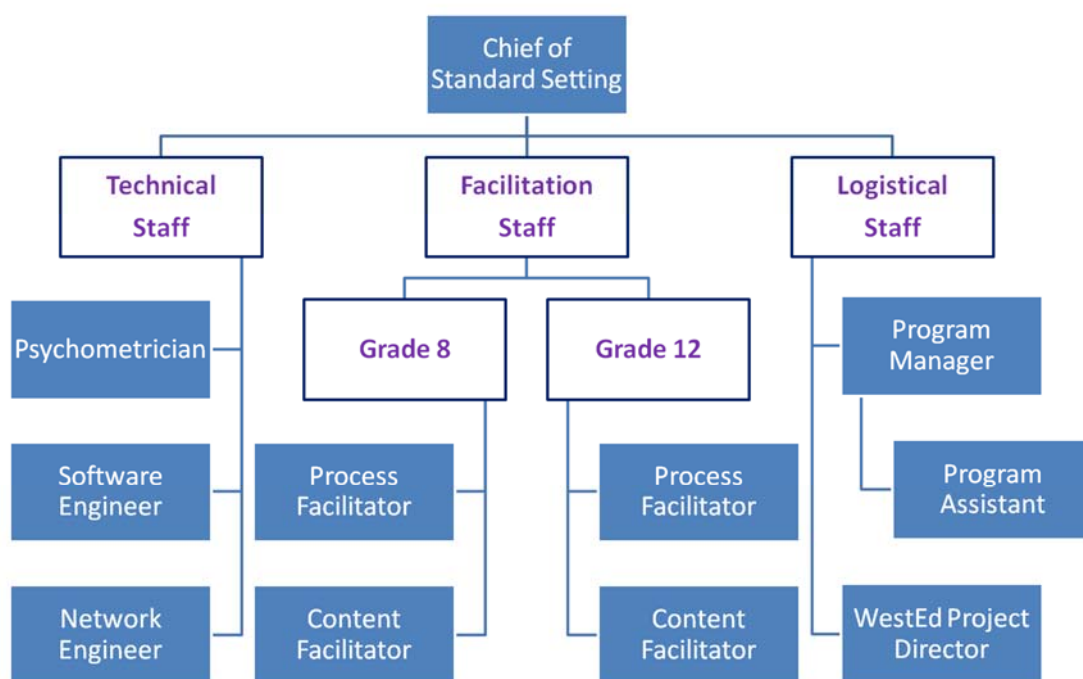 Chief of
Standard Setting
Technical
Staff
Facilitation
Staff
Logistical
Staff
Psychometrician
Grade 8
Grade 12
Program
Manager
Software
Engineer
Process
Facilitator
Process
Facilitator
Program
Assistant
Network
Engineer
Content
Facilitator
Content
Facilitator
WestEd Project
Director